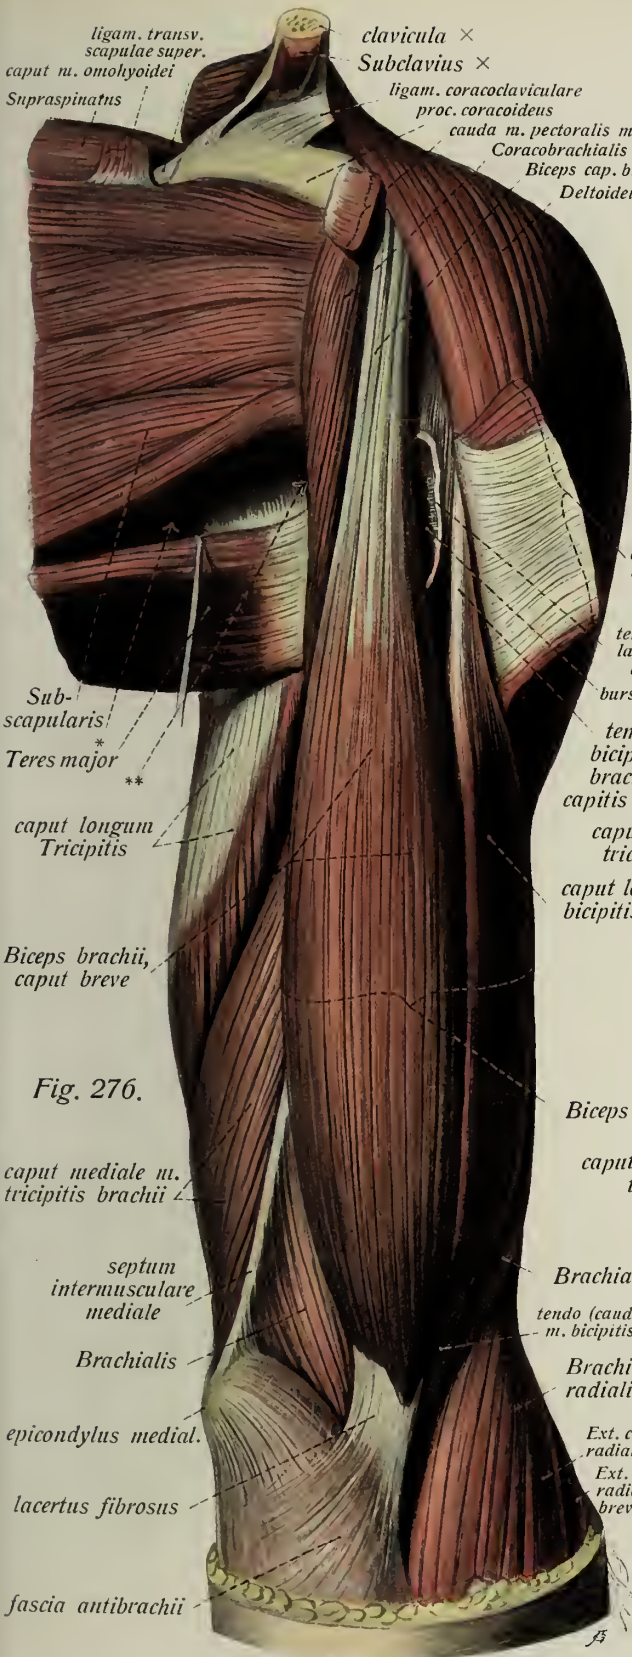 ligam. transv.
scapulae super.
caput m. omohyoidei
Supraspinatus
clavicula ×
Subclavius ×
ligam. coracoclaviculare
proc. coracoideus
cauda m. pectoralis m
Coracobrachialis
Biceps cap. b
Deltoide
Sub-
scapularis
*
Teres major
**
caput longum
Tricipitis
Biceps brachii,
caput breve
Fig. 276.
caput mediale m.
tricipitis brachii
septum
intermusculare
mediale
Brachialis
epicondylus medial.
lacertus fibrosus
fascia antibrachii
te
la
burs
ten
bicip
brac
capitis
capu
tric
caput l
bicipitis
Biceps
caput
t
Brachia
tendo (caud
m. bicipitis
Brachi
radiali
Ext. c
radia
Ext.
radi
brev